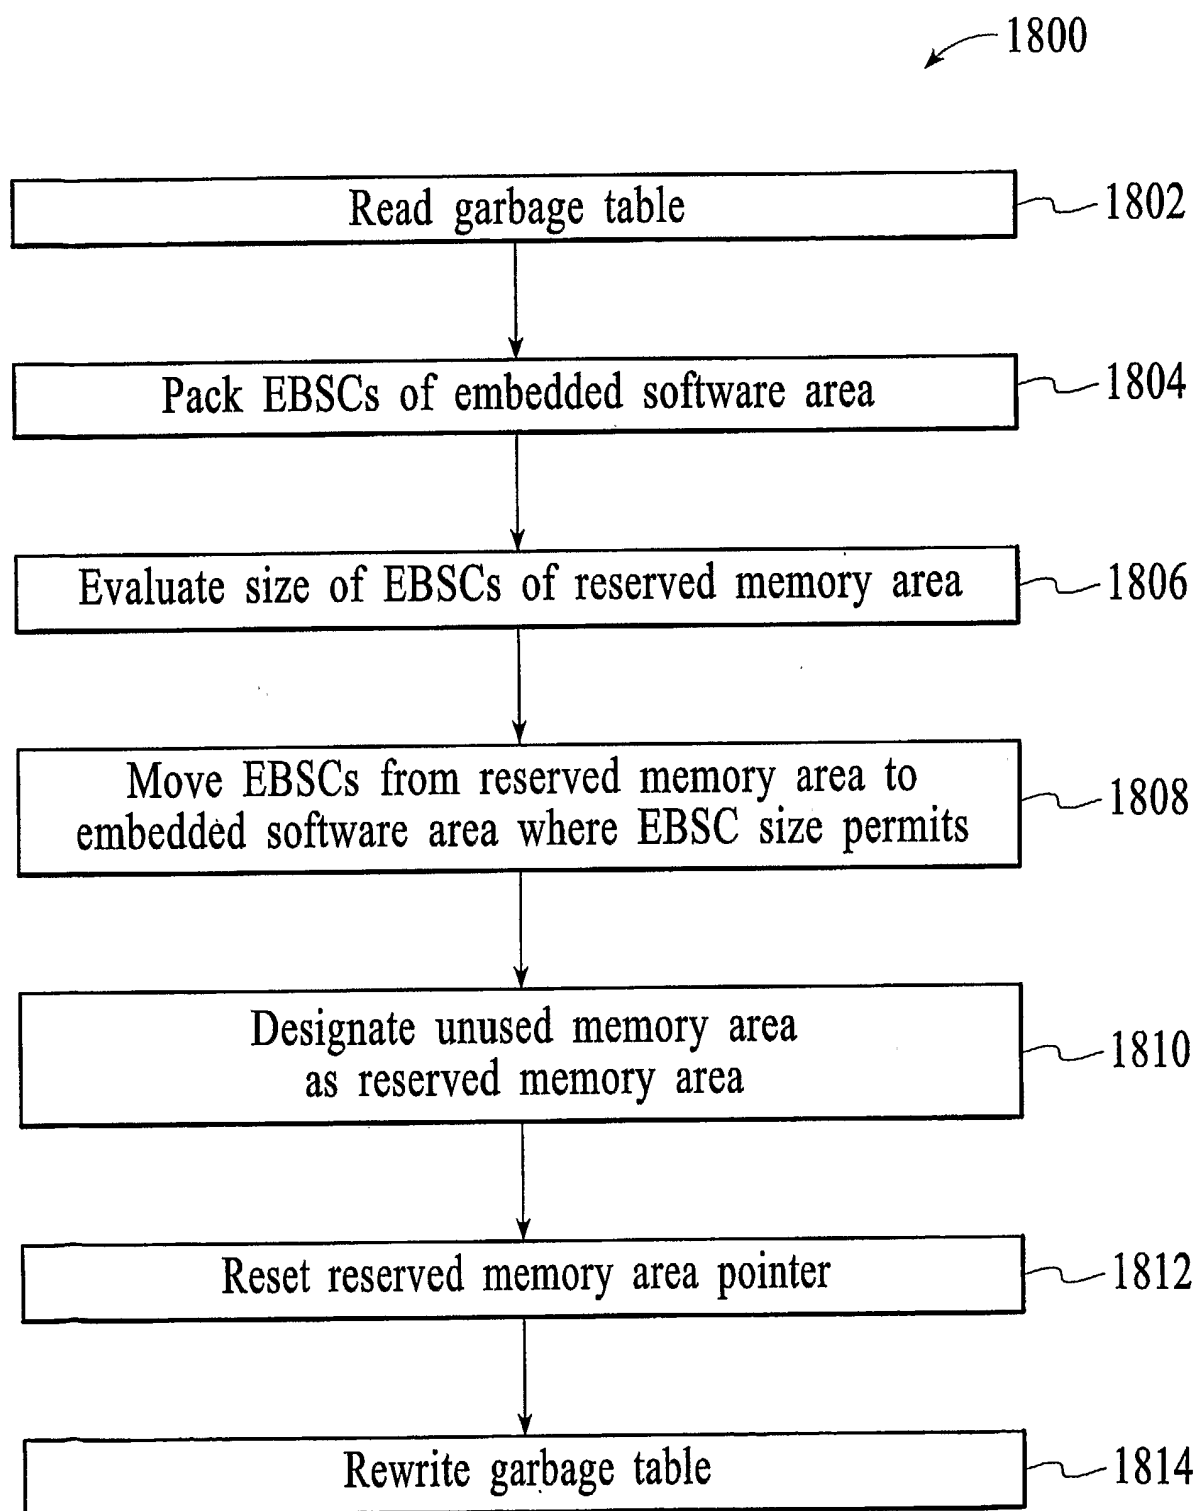 1800
Read garbage table
1802
Pack EBSCs of embedded software area
1804
Evaluate size of EBSCs of reserved memory area
1806
Move EBSCs from reserved memory area to
embedded software area where EBSC size permits
1808
Designate unused memory area
as reserved memory area
1810
Reset reserved memory area pointer
1812
Rewrite garbage table
1814